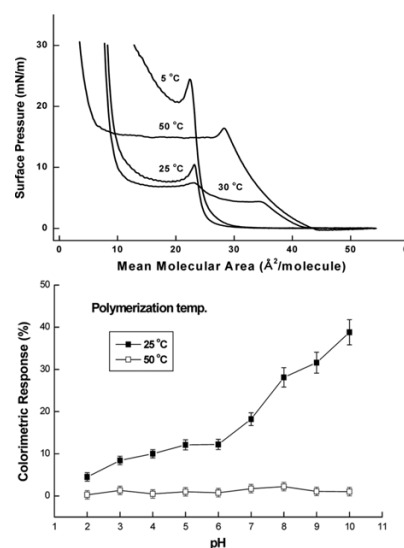 30
20
10
0
Surface Pressure (mN/m)
5 °C
50 °C
25 °C
30 °C
0 10 20 30 40 50
Mean Molecular Area (Å²/molecule)
50
40
30
20
10
0
Colorimetric Response (%)
Polymerization temp.
25 °C
50 °C
1 2 3 4 5 6 7 8 9 10 11
pH